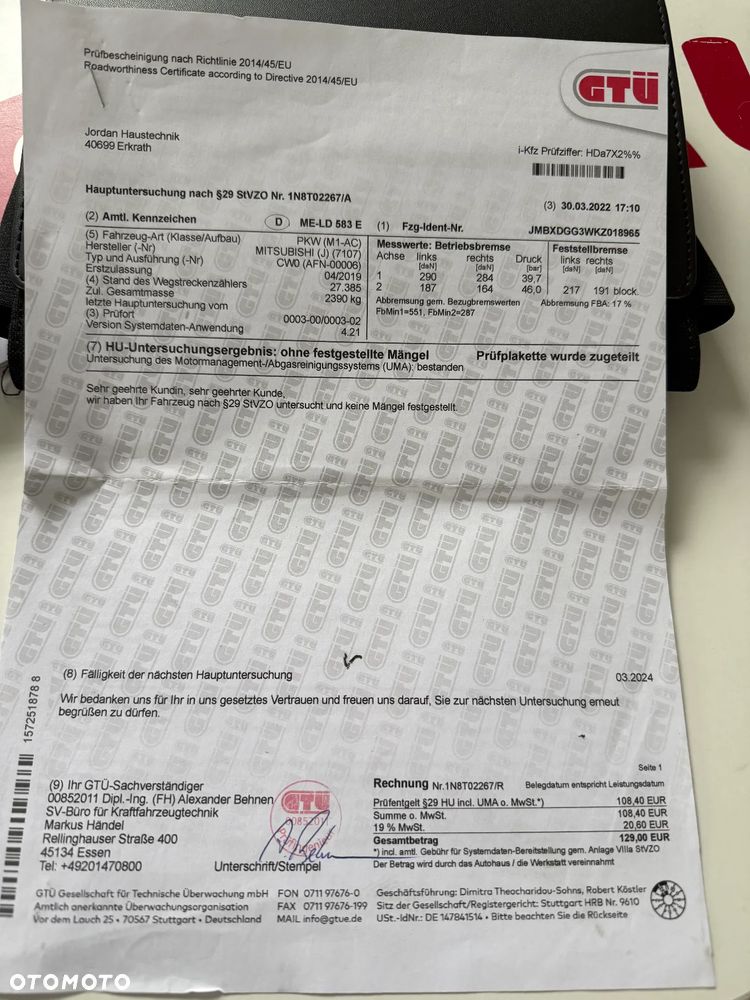 Prüfbescheinigung nach Richtlinie 2014/45/EU
Roadworthiness Certificate according to Directive 2014/45/EU
GTÜ
Jordan Haustechnik
40699 Erkrath
i-Kfz Prüfziffer: HDa7X2%%
Hauptuntersuchung nach §29 StVZO Nr. 1N8T02267/A
(3) 30.03.2022 17:10
(2) Amtl. Kennzeichen D ME-LD 583 E (1) Fzg-Ident-Nr. JMBXDGG3WKZ018965
(5) Fahrzeug-Art (Klasse/Aufbau) PKW (M1-AC)
Hersteller (-Nr) MITSUBISHI (J) (7107)
Typ und Ausführung (-Nr) CW0 (AFN-00006)
Erstzulassung 04/2019
(4) Stand des Wegstreckenzählers 27.385
Zul. Gesamtmasse 2390 kg
letzte Hauptuntersuchung vom
(3) Prüfort 0003-00/0003-02
Version Systemdaten-Anwendung 4.21
Messwerte: Betriebsbremse Feststellbremse
Achse links rechts Druck links rechts
[daN] [daN] [bar] [daN] [daN]
1 290 284 39,7
2 187 164 46,0 217 191 block.
Abbremsung gem. Bezugbremswerten Abbremsung FBA: 17 %
FbMin1=551, FbMin2=287
(7) HU-Untersuchungsergebnis: ohne festgestellte Mängel Prüfplakette wurde zugeteilt
Untersuchung des Motormanagement-/Abgasreinigungssystems (UMA): bestanden
Sehr geehrte Kundin, sehr geehrter Kunde,
wir haben Ihr Fahrzeug nach §29 StVZO untersucht und keine Mängel festgestellt.
(8) Fälligkeit der nächsten Hauptuntersuchung 03.2024
Wir bedanken uns für Ihr in uns gesetztes Vertrauen und freuen uns darauf, Sie zur nächsten Untersuchung erneut
begrüßen zu dürfen.
157251878 8
Seite 1
(9) Ihr GTÜ-Sachverständiger
00852011 Dipl.-Ing. (FH) Alexander Behnen
SV-Büro für Kraftfahrzeugtechnik
Markus Händel
Rellinghauser Straße 400
45134 Essen
Tel: +49201470800
Unterschrift/Stempel
GTÜ
Rechnung Nr.1N8T02267/R Belegdatum entspricht Leistungsdatum
Prüfentgelt §29 HU incl. UMA o. MwSt.*) 108,40 EUR
Summe o. MwSt. 108,40 EUR
19 % MwSt. 20,60 EUR
Gesamtbetrag 129,00 EUR
*) incl. amtl. Gebühr für Systemdaten-Bereitstellung gem. Anlage VIIIa StVZO
Der Betrag wird durch das Autohaus / die Werkstatt vereinnahmt
GTÜ Gesellschaft für Technische Überwachung mbH
Amtlich anerkannte Überwachungsorganisation
Vor dem Lauch 25 • 70567 Stuttgart • Deutschland
FON 0711 97676-0
FAX 0711 97676-199
MAIL info@gtue.de
Geschäftsführung: Dimitra Theocharidou-Sohns, Robert Köstler
Sitz der Gesellschaft/Registergericht: Stuttgart HRB Nr. 9610
USt.-IdNr.: DE 147841514 • Bitte beachten Sie die Rückseite
OTOMOTO